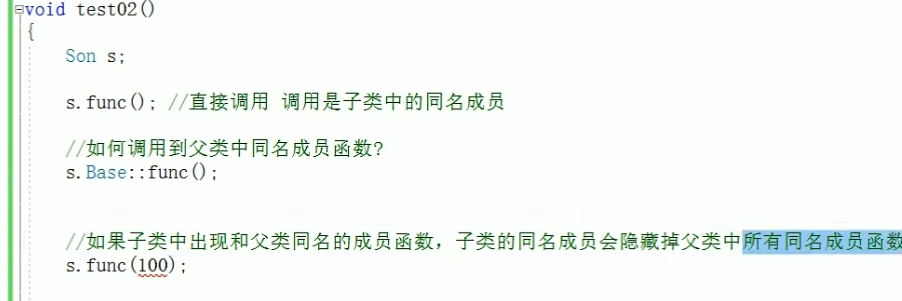 void test02()
{
Son s;
s.func(); //直接调用 调用是子类中的同名成员
//如何调用到父类中同名成员函数?
s.Base::func();
//如果子类中出现和父类同名的成员函数，子类的同名成员会隐藏掉父类中所有同名成员函数
s.func(100);